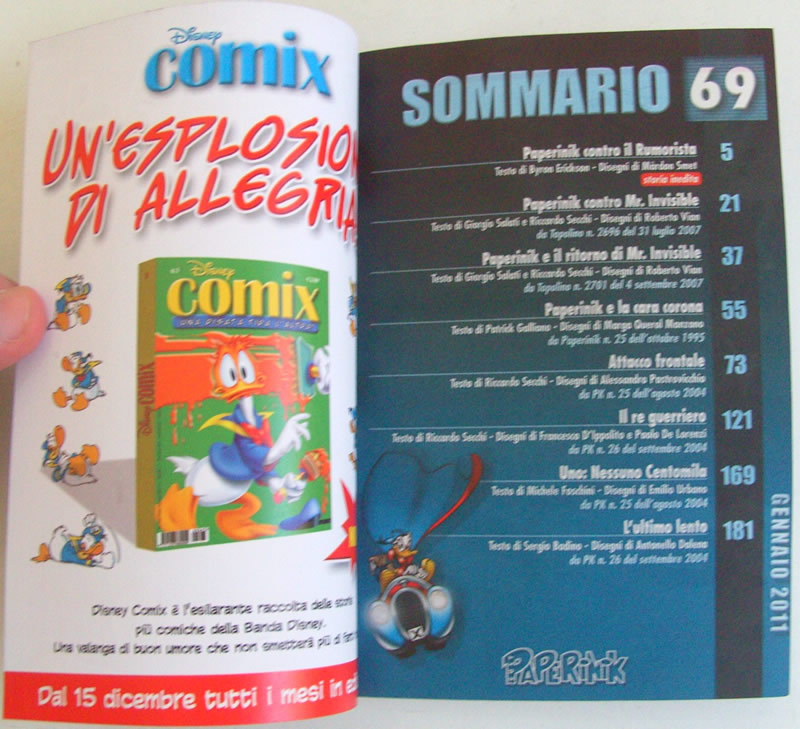 Disney
comix
UN'ESPLOSION
DI ALLEGRIA
Disney
comix
UNA RISATA TIRA L'ALTRA!
Disney comix
Disney Comix è l'esilarante raccolta delle storie
più comiche della Banda Disney.
Una valanga di buon umore che non smetterà più di
Dal 15 dicembre tutti i mesi in
SOMMARIO 69
Paperinik contro il Rumorista 5
Testo di Byron Erickson - Disegni di Màrdon Smet
storia inedita
Paperinik contro Mr. Invisible 21
Testo di Giorgio Salati e Riccardo Secchi - Disegni di Roberto Vian
da Topolino n. 2696 del 31 luglio 2007
Paperinik e il ritorno di Mr. Invisible 37
Testo di Giorgio Salati e Riccardo Secchi - Disegni di Roberto Vian
da Topolino n. 2701 del 4 settembre 2007
Paperinik e la cara corona 55
Testo di Patrick Galliano - Disegni di Marga Queral Manzano
da Paperinik n. 25 dell'ottobre 1995
Attacco frontale 73
Testo di Riccardo Secchi - Disegni di Alessandro Pastrovicchio
da PK n. 25 dell'agosto 2004
Il re guerriero 121
Testo di Riccardo Secchi - Disegni di Francesco D'Ippolito e Paolo De Lorenzi
da PK n. 26 del settembre 2004
Uno: Nessuno Centomila 169
Testo di Michele Foschini - Disegni di Emilio Urbano
da PK n. 25 dell'agosto 2004
L'ultimo lento 181
Testo di Sergio Badino - Disegni di Antonello Dalena
da PK n. 26 del settembre 2004
GENNAIO 2011
PAPERINIK